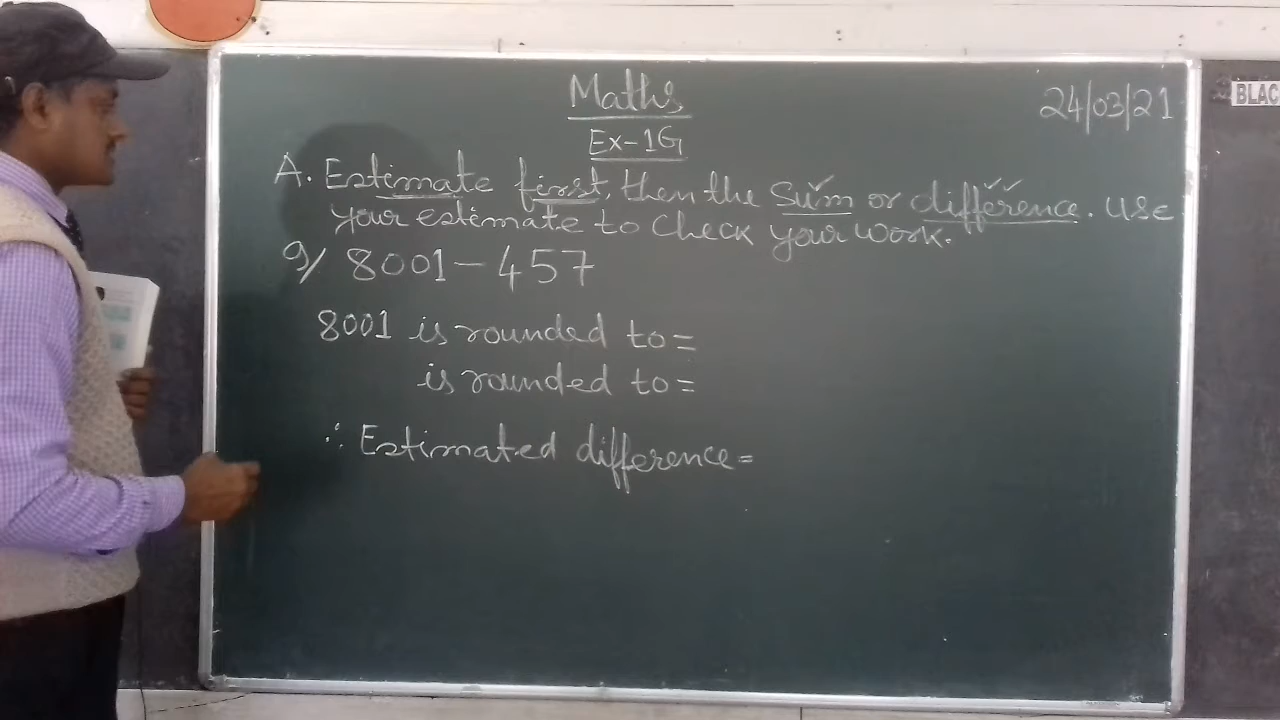 Maths
24/03/21
BLAC
Ex-1G
A. Estimate first, then the Sum or difference. Use
your estimate to Check your work.
9/ 8001-457
8001 is rounded to=
is rounded to=
∴ Estimated difference=